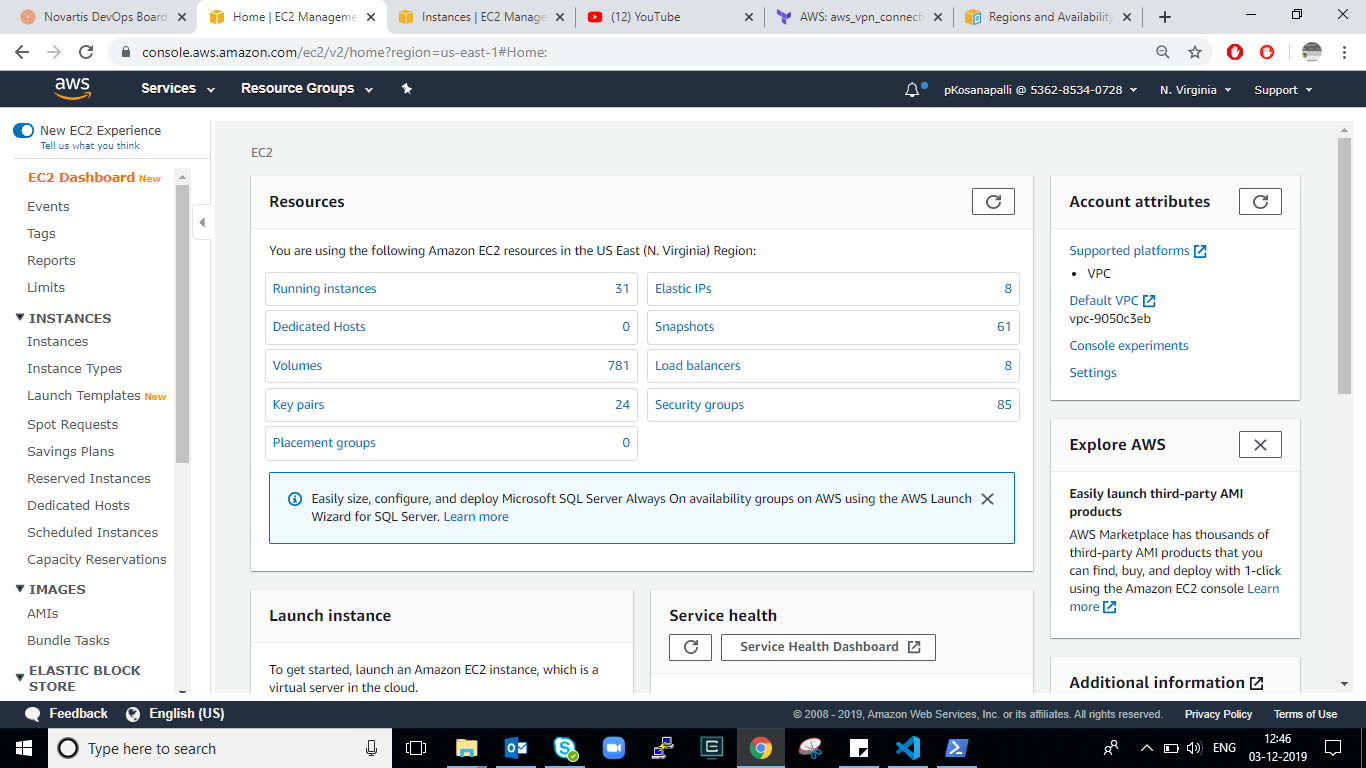 Novartis DevOps Board
Home | EC2 Manageme
Instances | EC2 Manage
(12) YouTube
AWS: aws_vpn_connecti
Regions and Availability
console.aws.amazon.com/ec2/v2/home?region=us-east-1#Home:
aws
Services
Resource Groups
pKosanapalli @ 5362-8534-0728
N. Virginia
Support
New EC2 Experience
Tell us what you think
EC2 Dashboard New
Events
Tags
Reports
Limits
INSTANCES
Instances
Instance Types
Launch Templates New
Spot Requests
Savings Plans
Reserved Instances
Dedicated Hosts
Scheduled Instances
Capacity Reservations
IMAGES
AMIs
Bundle Tasks
ELASTIC BLOCK
STORE
EC2
Resources
You are using the following Amazon EC2 resources in the US East (N. Virginia) Region:
Running instances 31
Elastic IPs 8
Dedicated Hosts 0
Snapshots 61
Volumes 781
Load balancers 8
Key pairs 24
Security groups 85
Placement groups 0
Easily size, configure, and deploy Microsoft SQL Server Always On availability groups on AWS using the AWS Launch
Wizard for SQL Server. Learn more
Launch instance
To get started, launch an Amazon EC2 instance, which is a
virtual server in the cloud.
Service health
Service Health Dashboard
Account attributes
Supported platforms
• VPC
Default VPC
vpc-9050c3eb
Console experiments
Settings
Explore AWS
Easily launch third-party AMI
products
AWS Marketplace has thousands of
third-party AMI products that you
can find, buy, and deploy with 1-click
using the Amazon EC2 console Learn
more
Additional information
Feedback
English (US)
© 2008 - 2019, Amazon Web Services, Inc. or its affiliates. All rights reserved.
Privacy Policy
Terms of Use
Type here to search
ENG
12:46
03-12-2019